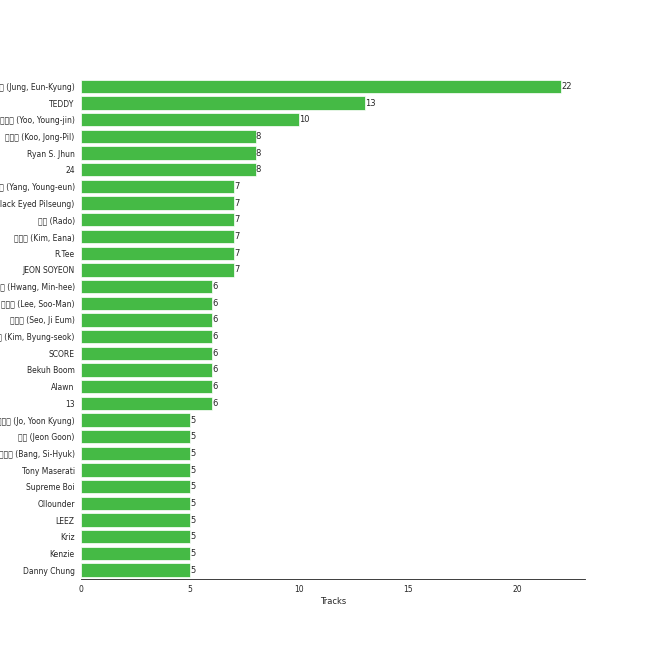 (Jung, Eun-Kyung) 22
TEDDY 13
(Yoo, Young-jin) 10
(Koo, Jong-Pil) 8
Ryan S. Jhun 8
24 8
(Yang, Young-eun) 7
lack Eyed Pilseung) 7
(Rado) 7
(Kim, Eana) 7
R.Tee 7
JEON SOYEON 7
(Hwang, Min-hee) 6
(Lee, Soo-Man) 6
(Seo, Ji Eum) 6
(Kim, Byung-seok) 6
SCORE 6
Bekuh Boom 6
Alawn 6
13 6
(Jo, Yoon Kyung) 5
(Jeon Goon) 5
(Bang, Si-Hyuk) 5
Tony Maserati 5
Supreme Boi 5
Ollounder 5
LEEZ 5
Kriz 5
Kenzie 5
Danny Chung 5
0 5 10 15 20
Tracks